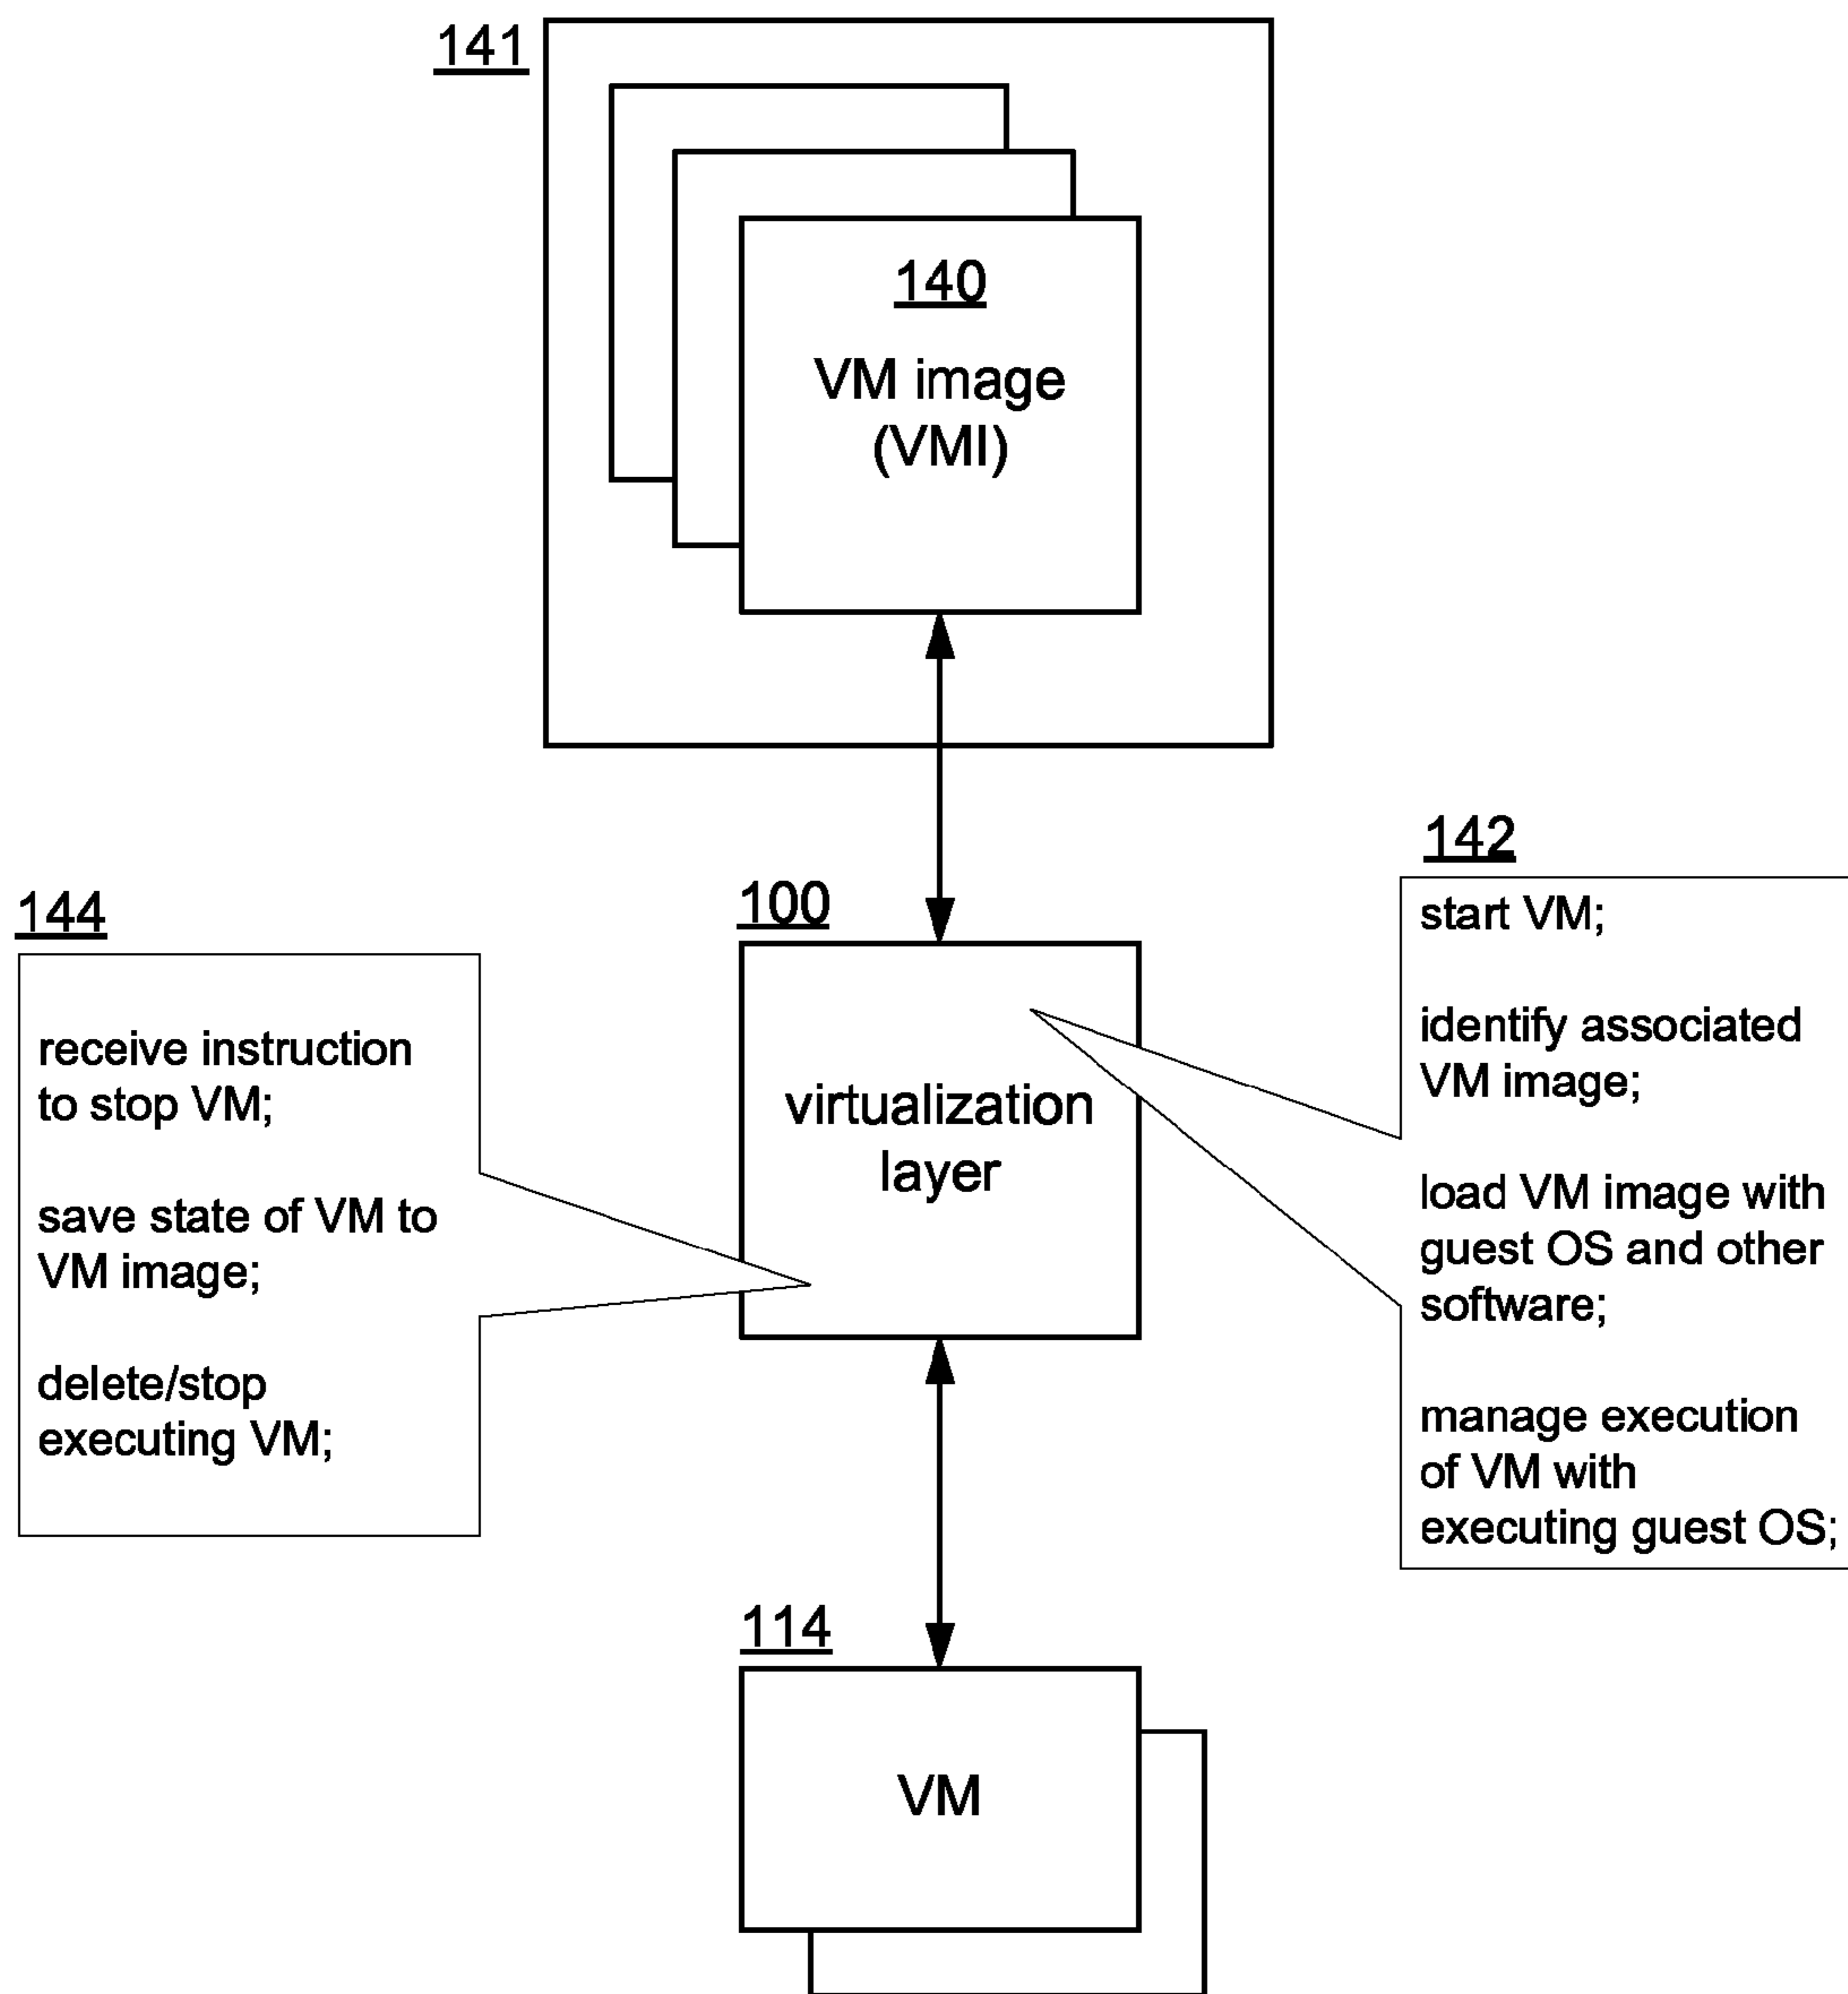 141
140
VM image
(VMI)
142
start VM;
identify associated
VM image;
load VM image with
guest OS and other
software;
manage execution
of VM with
executing guest OS;
100
virtualization
layer
144
receive instruction
to stop VM;
save state of VM to
VM image;
delete/stop
executing VM;
114
VM